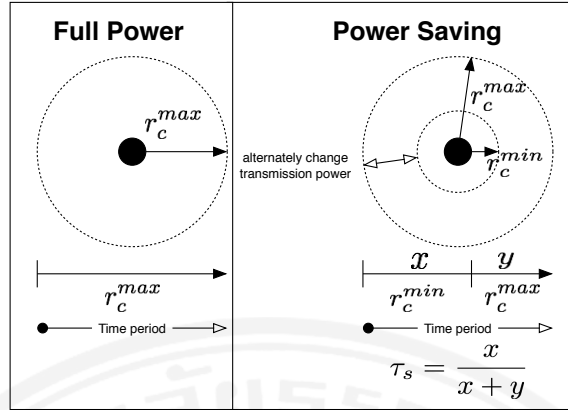 Full Power
r_c^{max}
r_c^{max}
Time period
Power Saving
r_c^{max}
r_c^{min}
alternately change
transmission power
x y
r_c^{min} r_c^{max}
Time period
τ_s = \frac{x}{x + y}